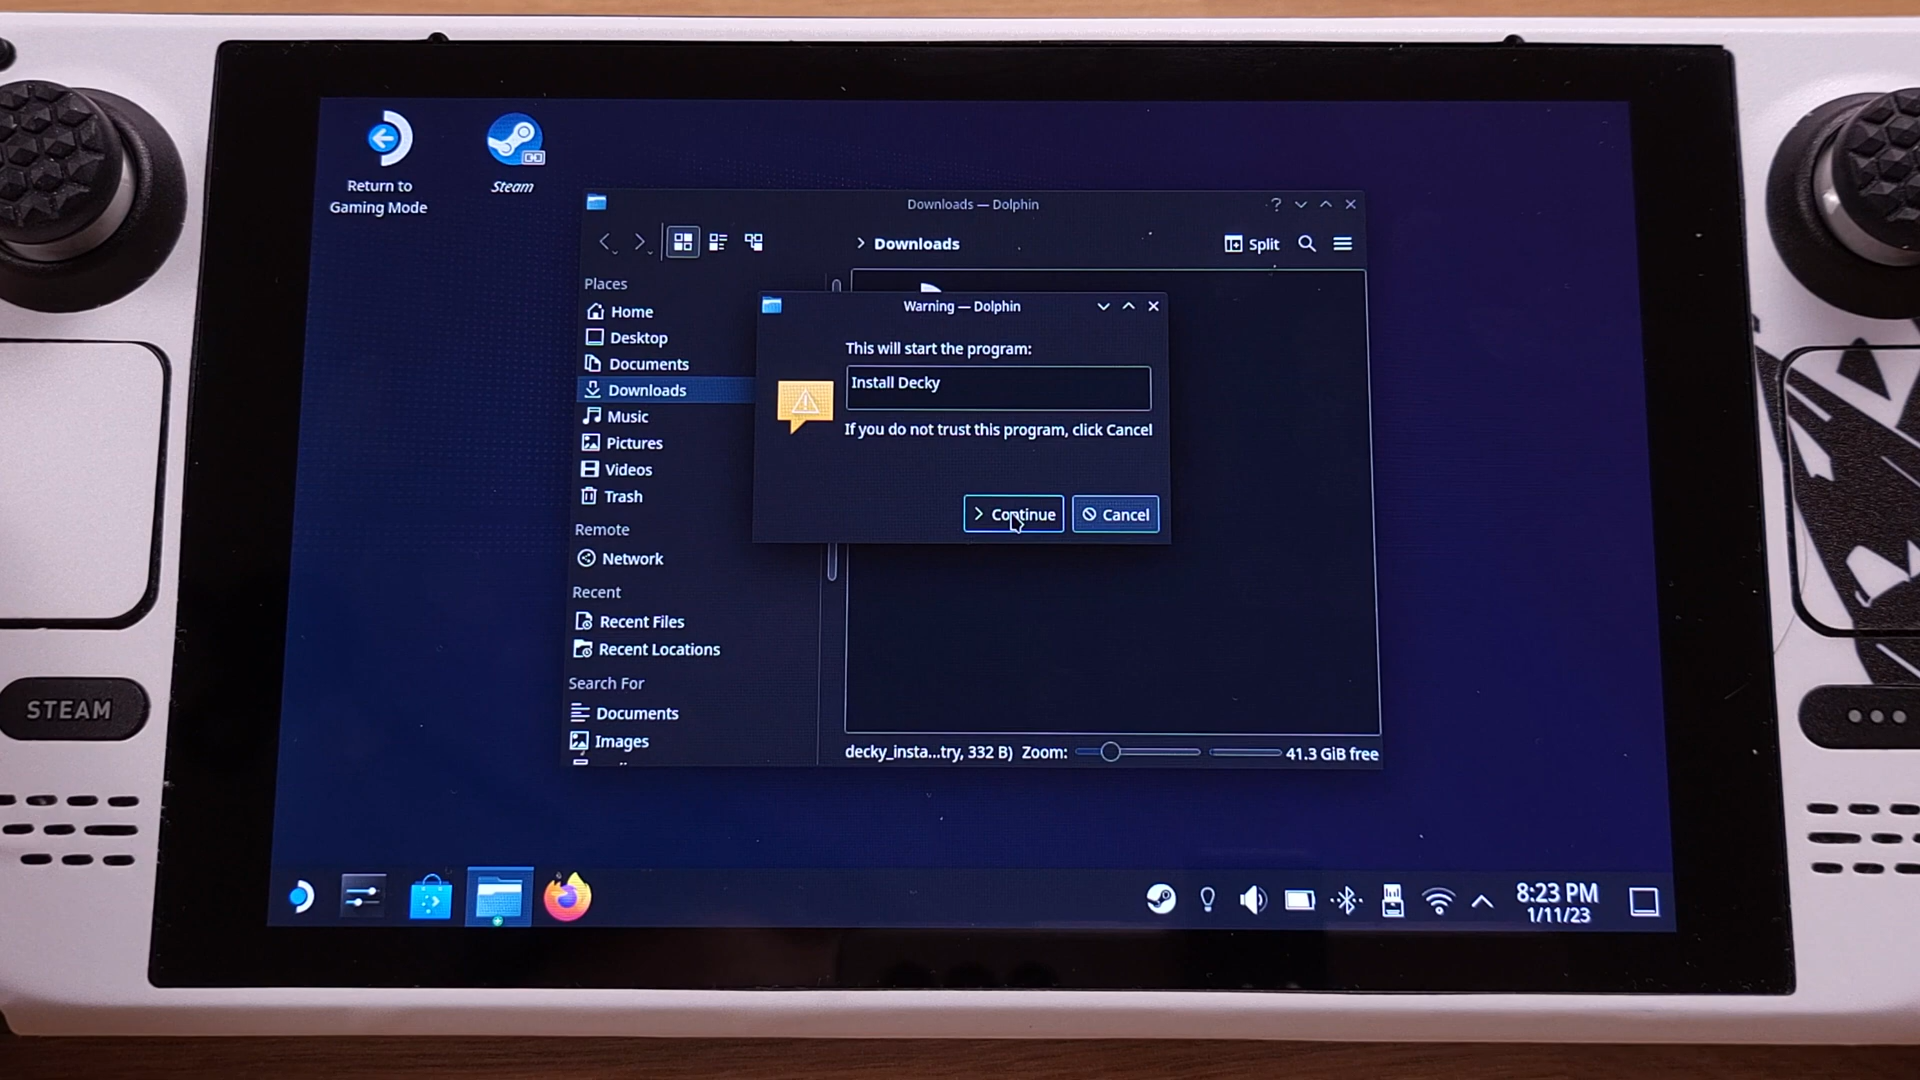 Return to
Gaming Mode
Steam
Downloads — Dolphin
Downloads
Split
Places
Home
Desktop
Documents
Downloads
Music
Pictures
Videos
Trash
Remote
Network
Recent
Recent Files
Recent Locations
Search For
Documents
Images
Warning — Dolphin
This will start the program:
Install Decky
If you do not trust this program, click Cancel
Continue
Cancel
decky_insta...try, 332 B)
Zoom:
41.3 GiB free
STEAM
8:23 PM
1/11/23